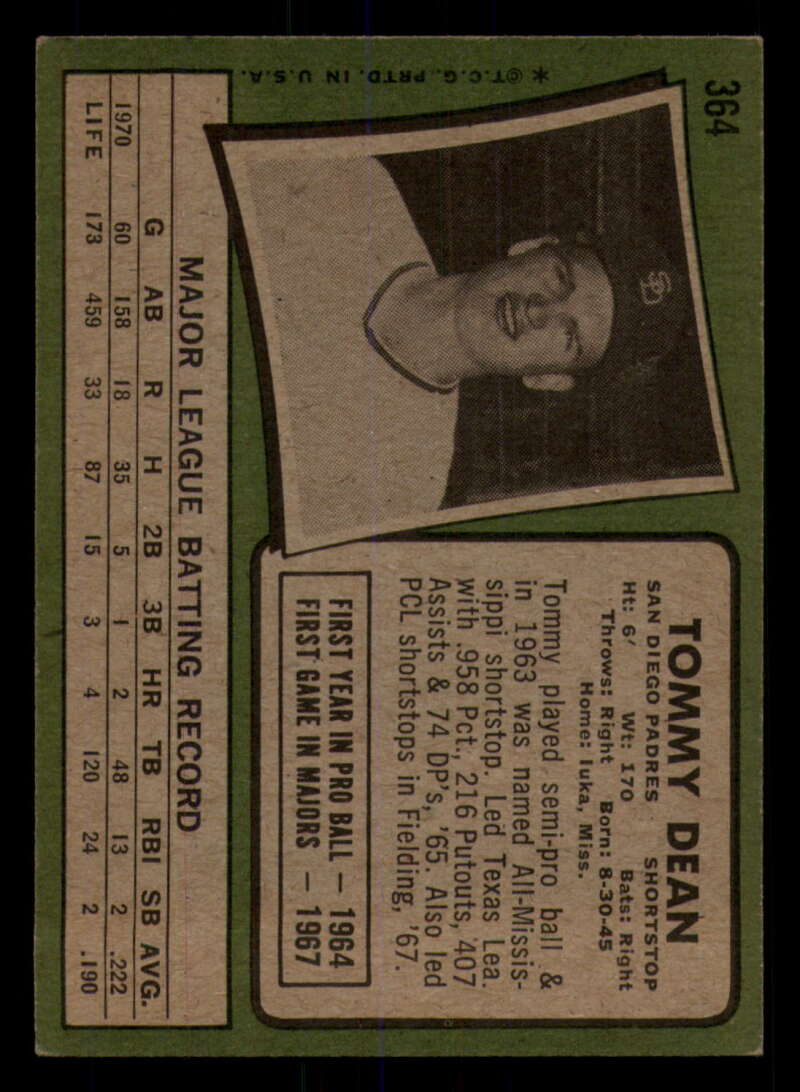 364
*©T.C.G. PRTD. IN U.S.A.
SD
TOMMY DEAN
SAN DIEGO PADRES SHORTSTOP
Ht: 6' Wt: 170 Bats: Right
Throws: Right Born: 8-30-45
Home: Iuka, Miss.
Tommy played semi-pro ball &
in 1963 was named All-Missis-
sippi shortstop. Led Texas Lea.
with .958 Pct., 216 Putouts, 407
Assists & 74 DP's, '65. Also led
PCL shortstops in Fielding, '67.
FIRST YEAR IN PRO BALL — 1964
FIRST GAME IN MAJORS — 1967
MAJOR LEAGUE BATTING RECORD
G AB R H 2B 3B HR TB RBI SB AVG.
1970 60 158 18 35 5 1 2 48 13 2 .222
LIFE 173 459 33 87 15 3 4 120 24 2 .190